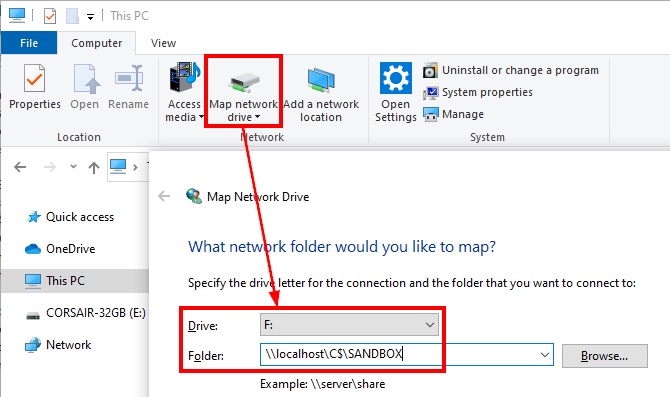 This PC
File Computer View
Properties Open Rename Access media Map network drive Add a network location Open Settings Uninstall or change a program
System properties
Manage
Location Network System
Map Network Drive
Quick access
OneDrive
This PC
CORSAIR-32GB (E:)
Network
What network folder would you like to map?
Specify the drive letter for the connection and the folder that you want to connect to:
Drive: F:
Folder: \\localhost\C$\SANDBOX Browse...
Example: \\server\share